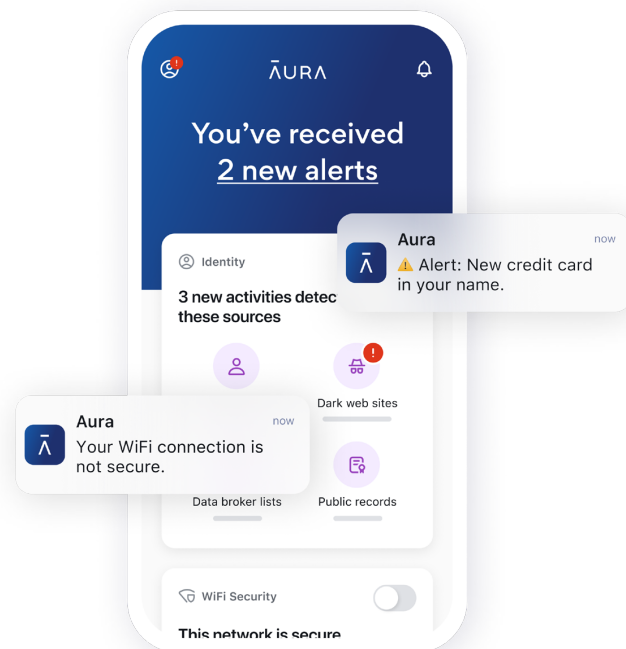 ĀURΛ
You've received
2 new alerts
Aura
now
⚠ Alert: New credit card
in your name.
Identity
3 new activities detec
these sources
Dark web sites
Aura
now
Your WiFi connection is
not secure.
Data broker lists
Public records
WiFi Security
This network is secure